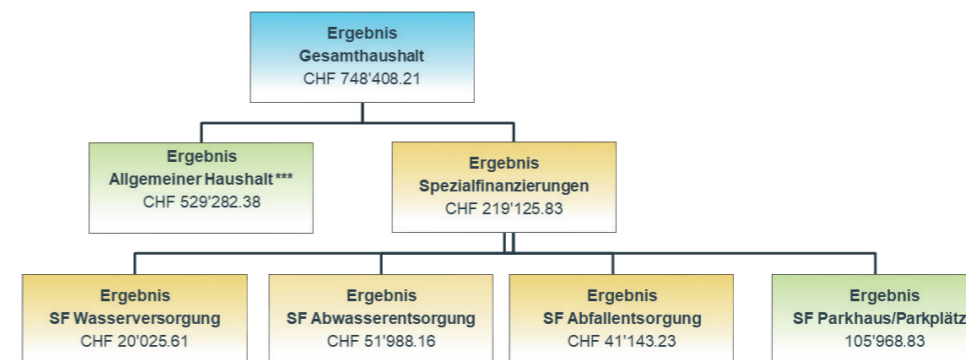 Ergebnis
Gesamthaushalt
CHF 748'408.21
Ergebnis
Allgemeiner Haushalt ***
CHF 529'282.38
Ergebnis
Spezialfinanzierungen
CHF 219'125.83
Ergebnis
SF Wasserversorgung
CHF 20'025.61
Ergebnis
SF Abwasserentsorgung
CHF 51'988.16
Ergebnis
SF Abfallentsorgung
CHF 41'143.23
Ergebnis
SF Parkhaus/Parkplätz
105'968.83